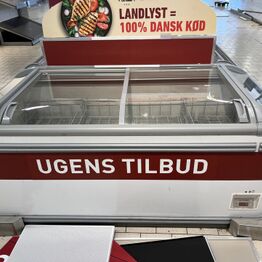 LANDLYST =
100% DANSK KØD
UGENS TILBUD